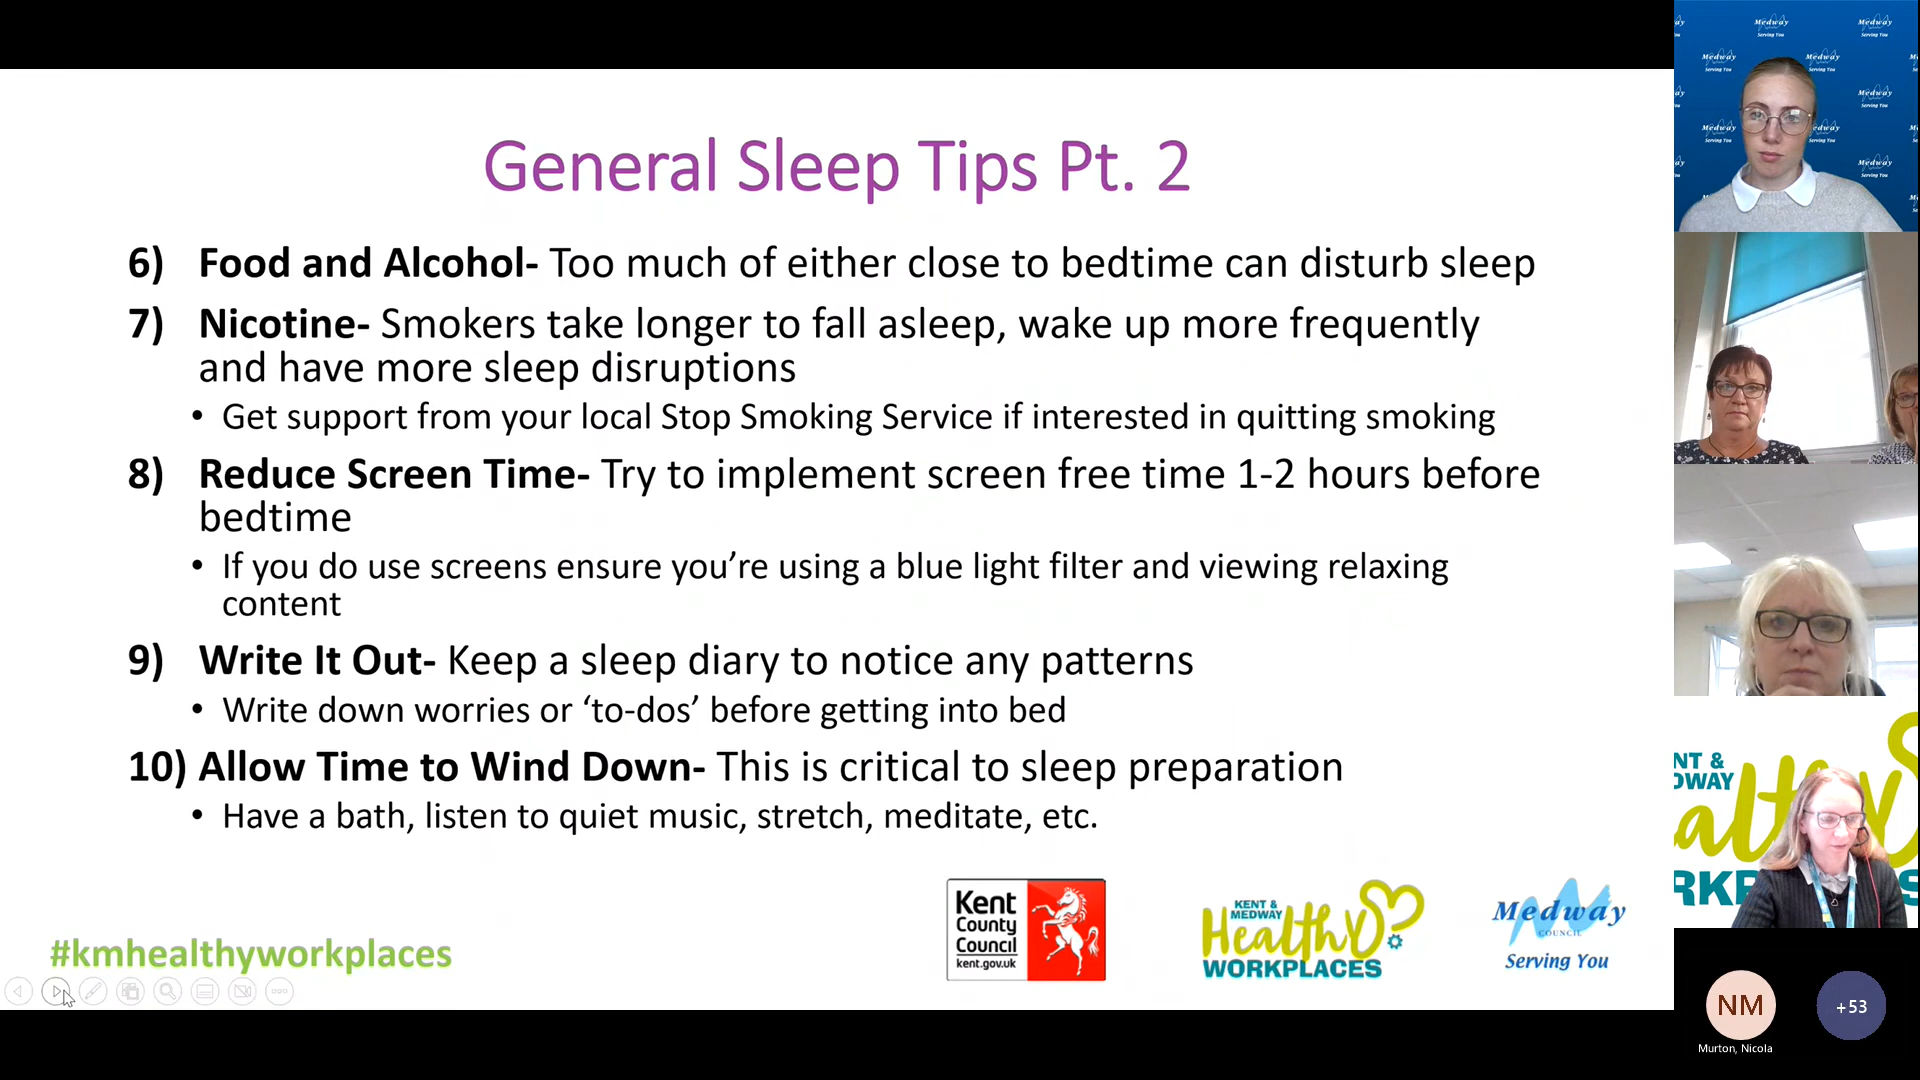 General Sleep Tips Pt. 2
6) Food and Alcohol- Too much of either close to bedtime can disturb sleep
7) Nicotine- Smokers take longer to fall asleep, wake up more frequently
and have more sleep disruptions
• Get support from your local Stop Smoking Service if interested in quitting smoking
8) Reduce Screen Time- Try to implement screen free time 1-2 hours before
bedtime
• If you do use screens ensure you’re using a blue light filter and viewing relaxing
content
9) Write It Out- Keep a sleep diary to notice any patterns
• Write down worries or ‘to-dos’ before getting into bed
10) Allow Time to Wind Down- This is critical to sleep preparation
• Have a bath, listen to quiet music, stretch, meditate, etc.
#kmhealthyworkplaces
Kent
County
Council
kent.gov.uk
KENT &
MEDWAY
Healthy
WORKPLACES
Medway
COUNCIL
Serving You
Medway
Serving You
NM
Murton, Nicola
+53